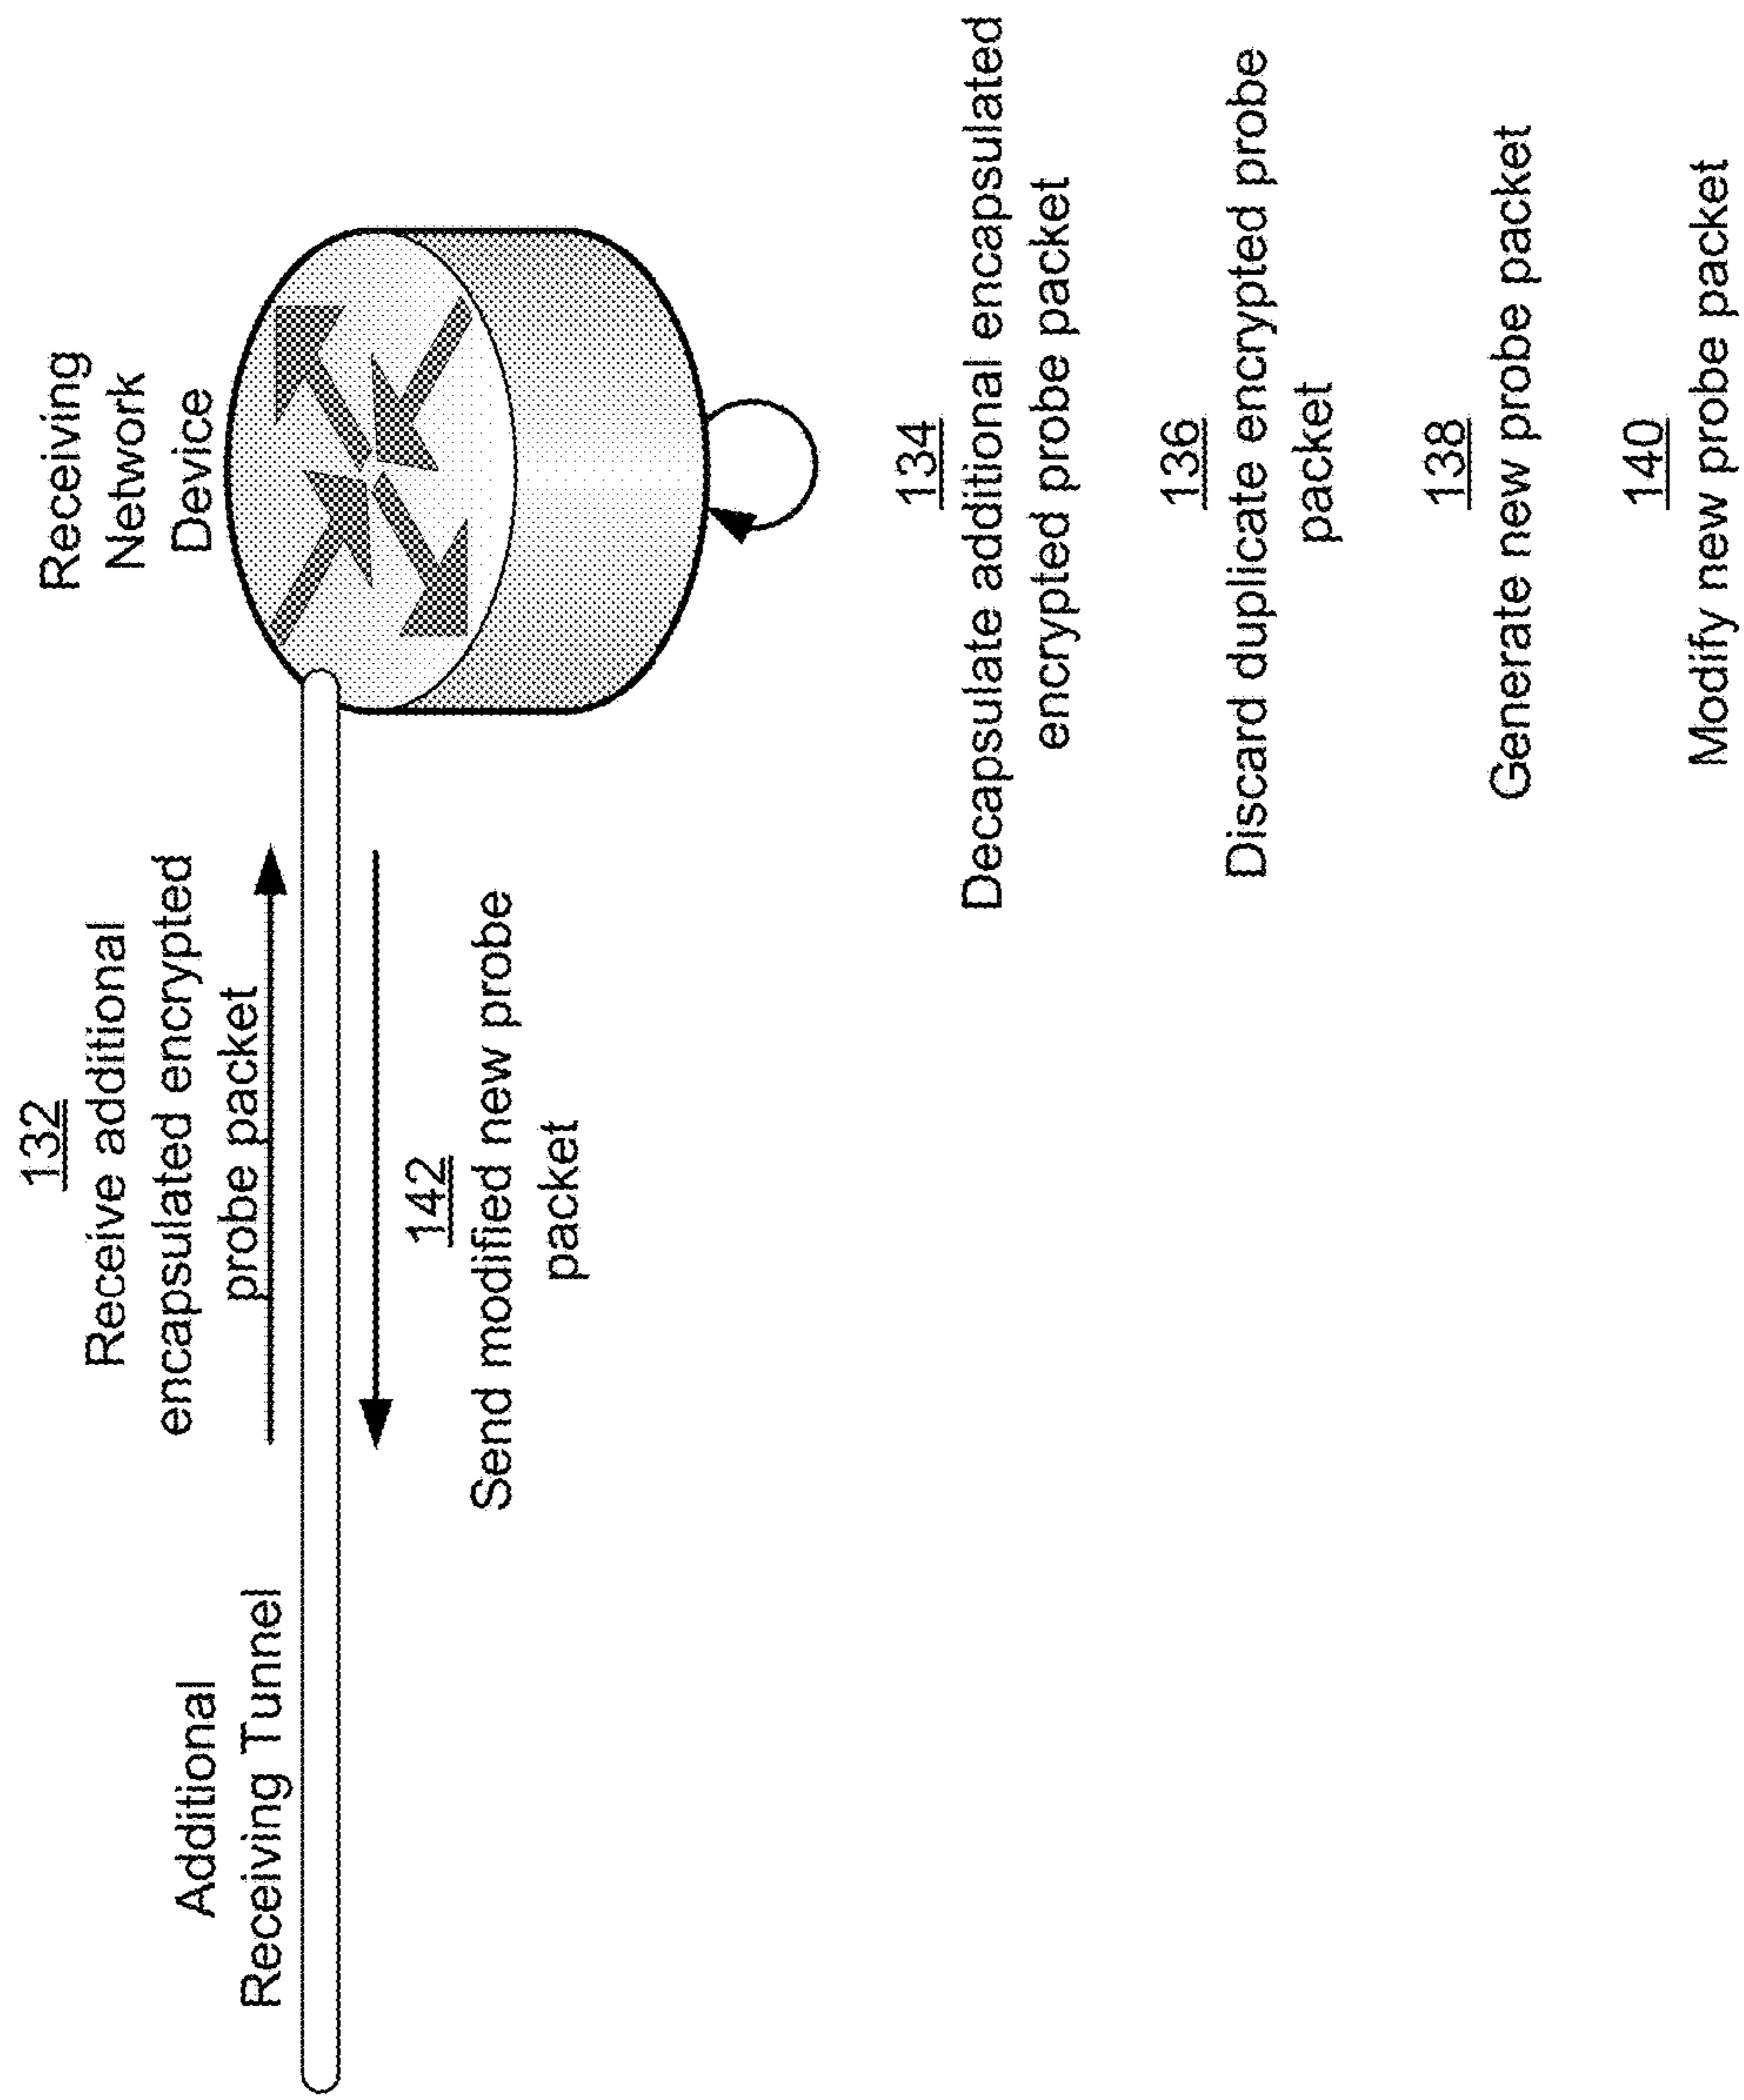 132
Receive additional
encapsulated encrypted
probe packet
Receiving
Network
Device
Additional
Receiving Tunnel
142
Send modified new probe
packet
134
Decapsulate additional encapsulated
encrypted probe packet
136
Discard duplicate encrypted probe
packet
138
Generate new probe packet
140
Modify new probe packet